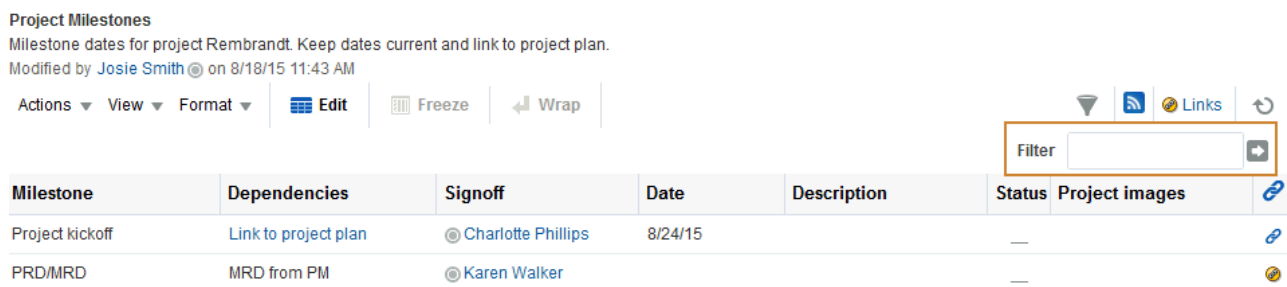 Project Milestones
Milestone dates for project Rembrandt. Keep dates current and link to project plan.
Modified by Josie Smith on 8/18/15 11:43 AM
Actions View Format Edit Freeze Wrap Links
Filter
Milestone Dependencies Signoff Date Description Status Project images
Project kickoff Link to project plan Charlotte Phillips 8/24/15 __
PRD/MRD MRD from PM Karen Walker __